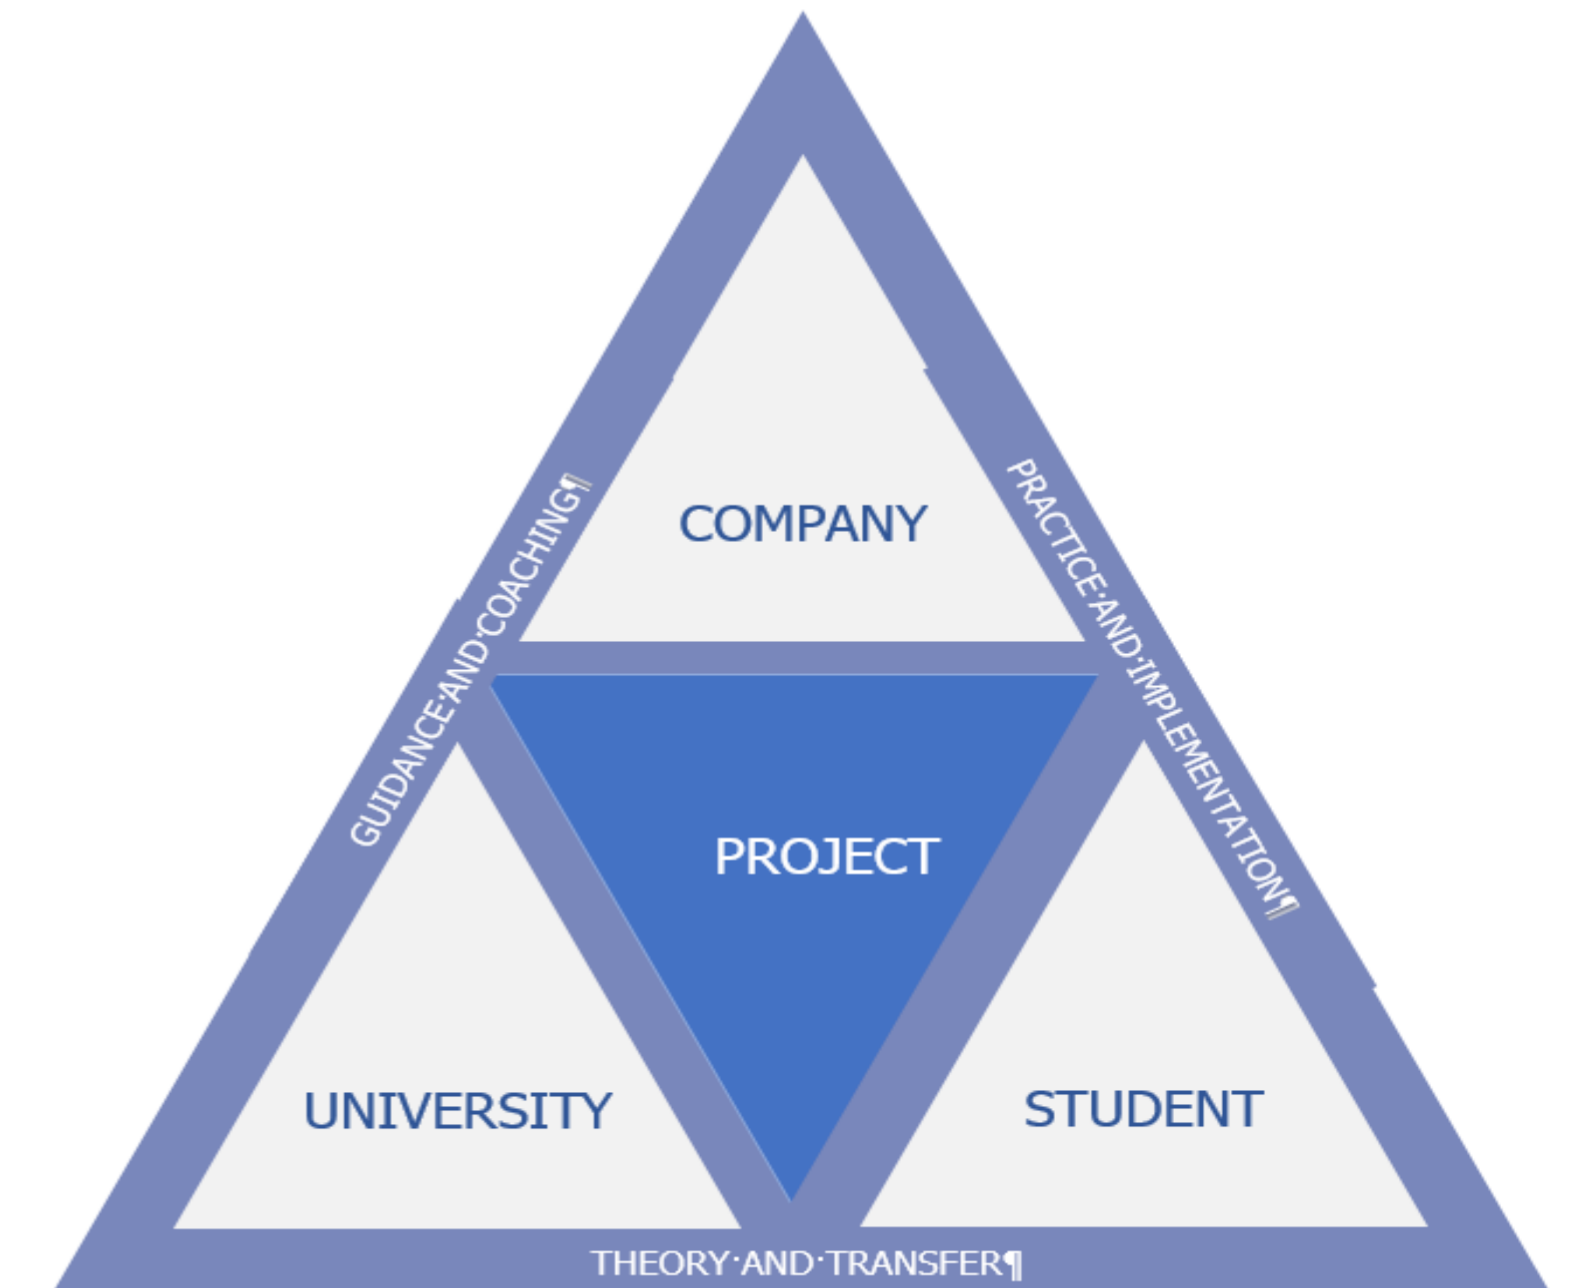 COMPANY
GUIDANCE·AND·COACHING¶
PRACTICE·AND·IMPLEMENTATION¶
PROJECT
UNIVERSITY
STUDENT
THEORY·AND·TRANSFER¶